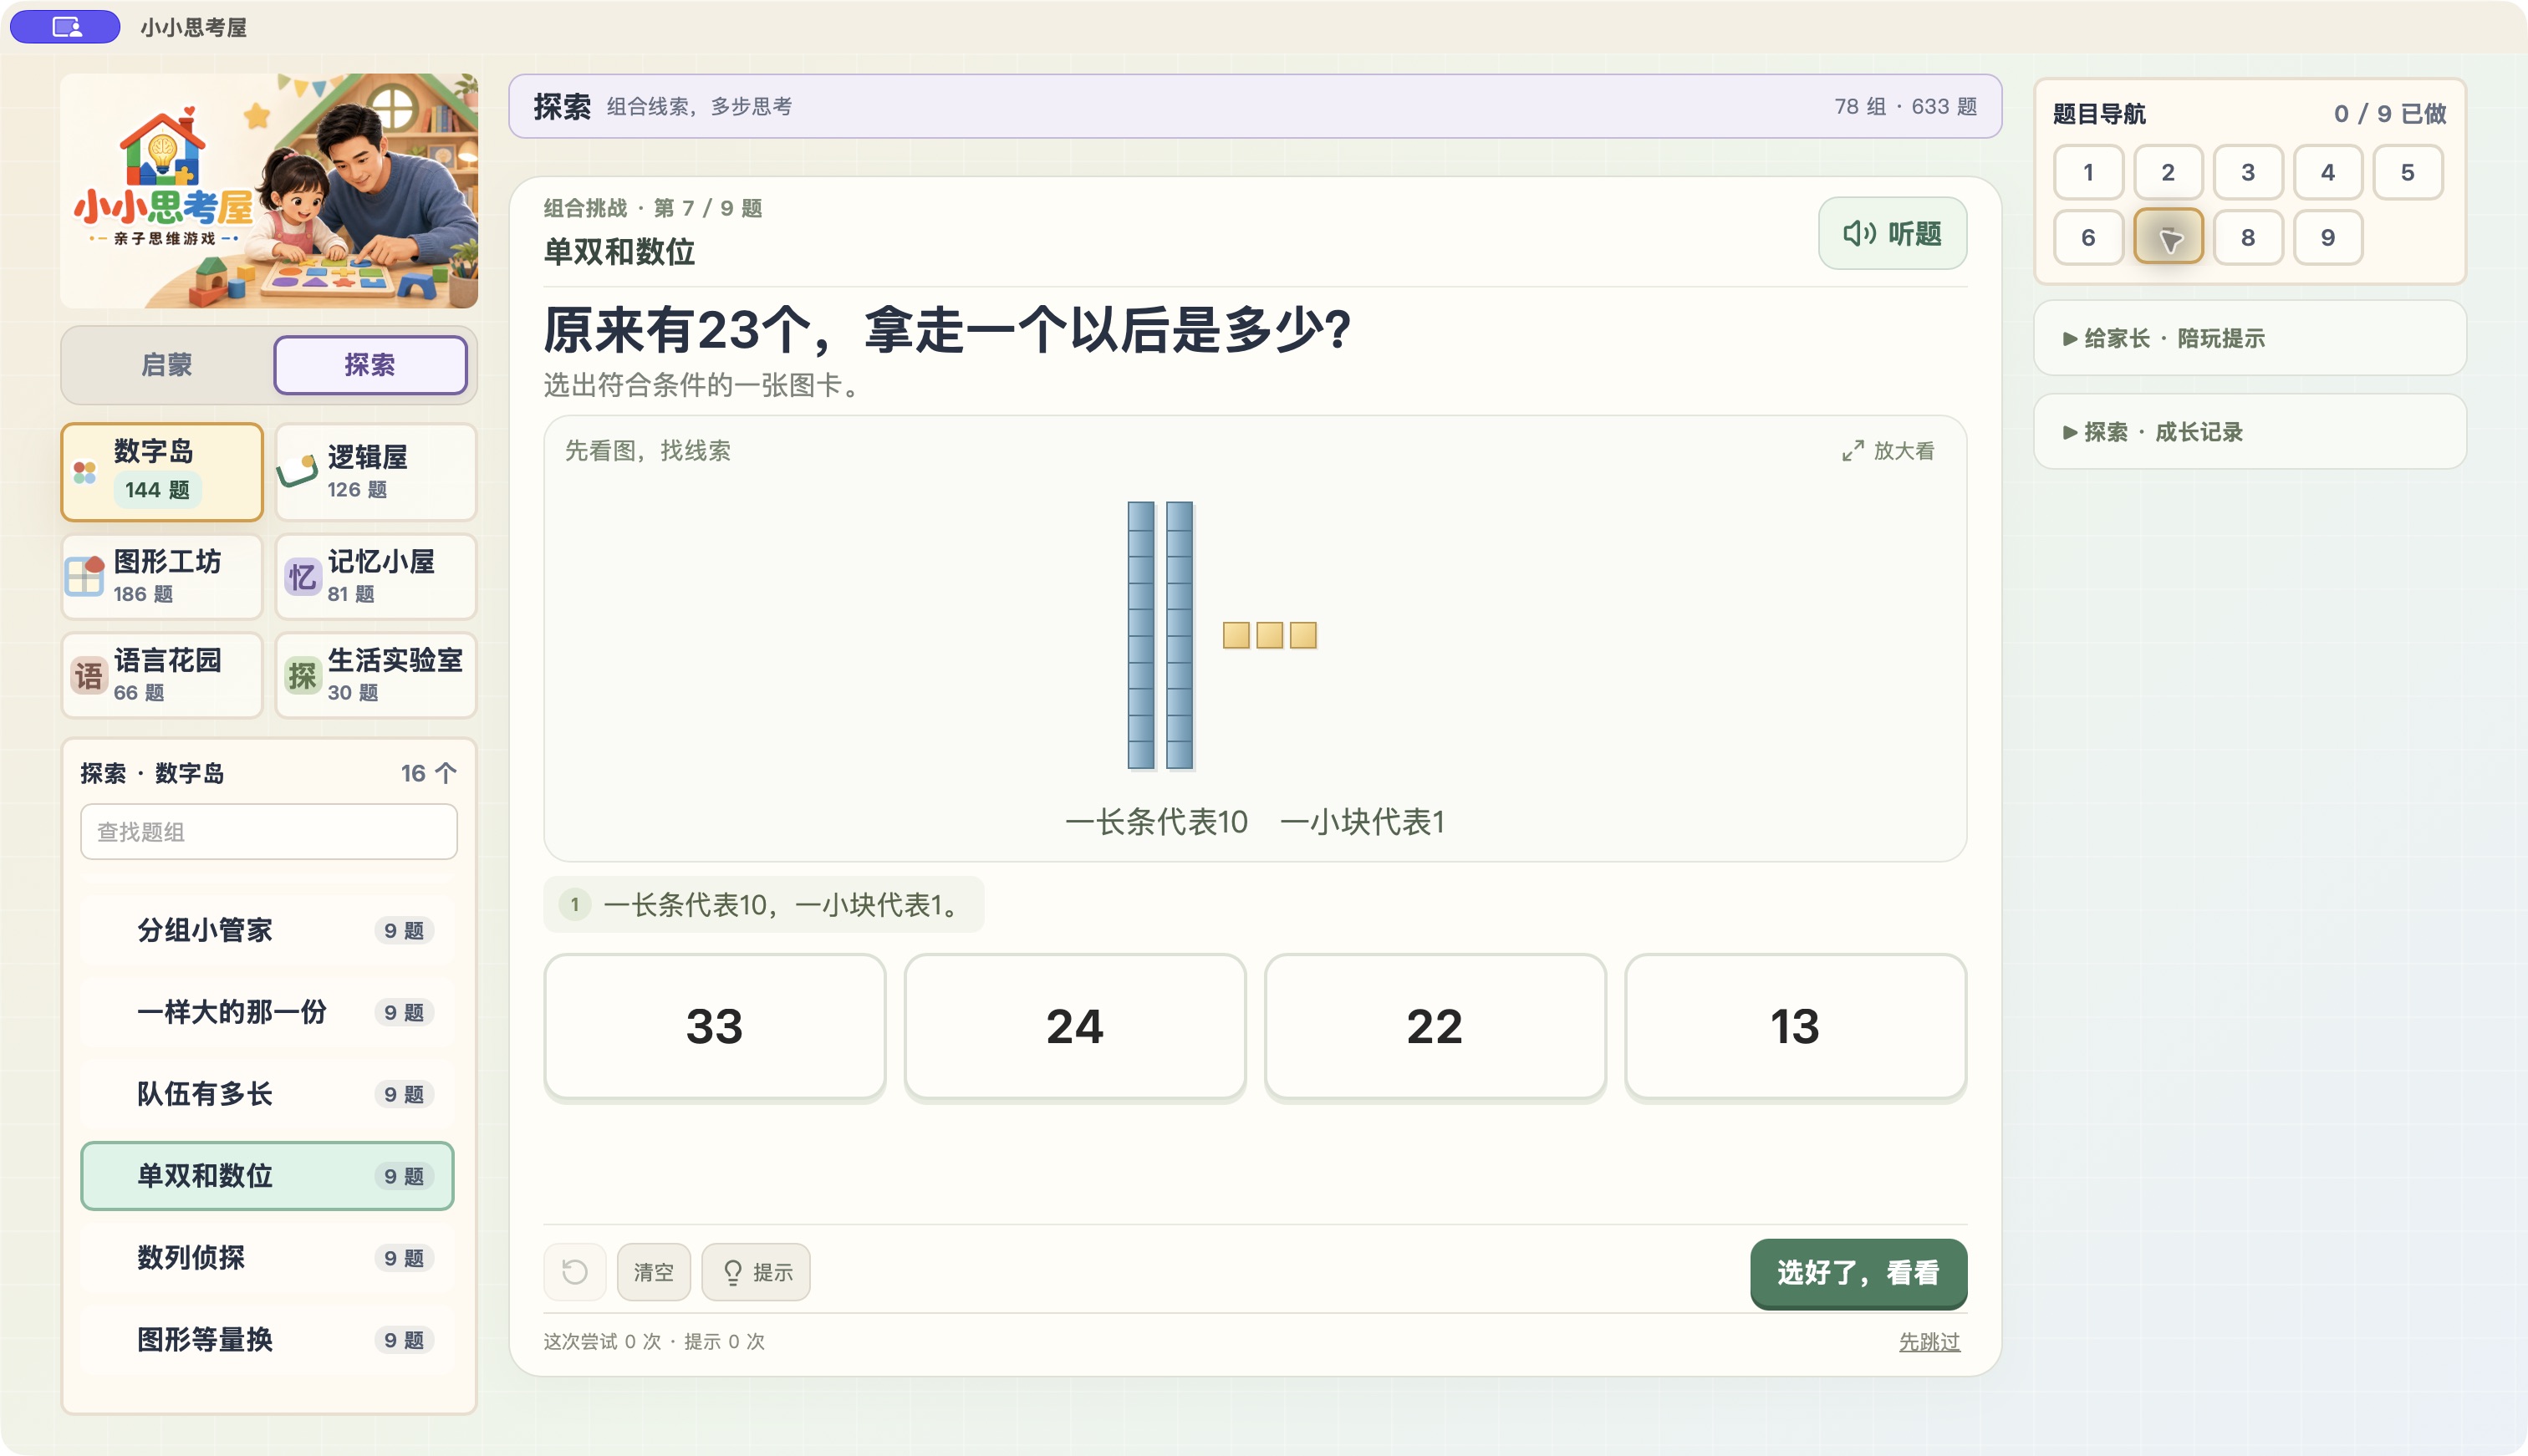 小小思考屋
小小思考屋
亲子思维游戏
启蒙
探索
数字岛
144 题
逻辑屋
126 题
图形工坊
186 题
忆
记忆小屋
81 题
语
语言花园
66 题
探
生活实验室
30 题
探索 · 数字岛
16 个
查找题组
分组小管家
9 题
一样大的那一份
9 题
队伍有多长
9 题
单双和数位
9 题
数列侦探
9 题
图形等量换
9 题
探索 组合线索，多步思考
78 组 · 633 题
组合挑战 · 第 7 / 9 题
单双和数位
听题
原来有23个，拿走一个以后是多少？
选出符合条件的一张图卡。
先看图，找线索
放大看
一长条代表10 一小块代表1
1 一长条代表10，一小块代表1。
33
24
22
13
清空
提示
选好了，看看
这次尝试 0 次 · 提示 0 次
先跳过
题目导航
0 / 9 已做
1 2 3 4 5
6 8 9
给家长 · 陪玩提示
探索 · 成长记录